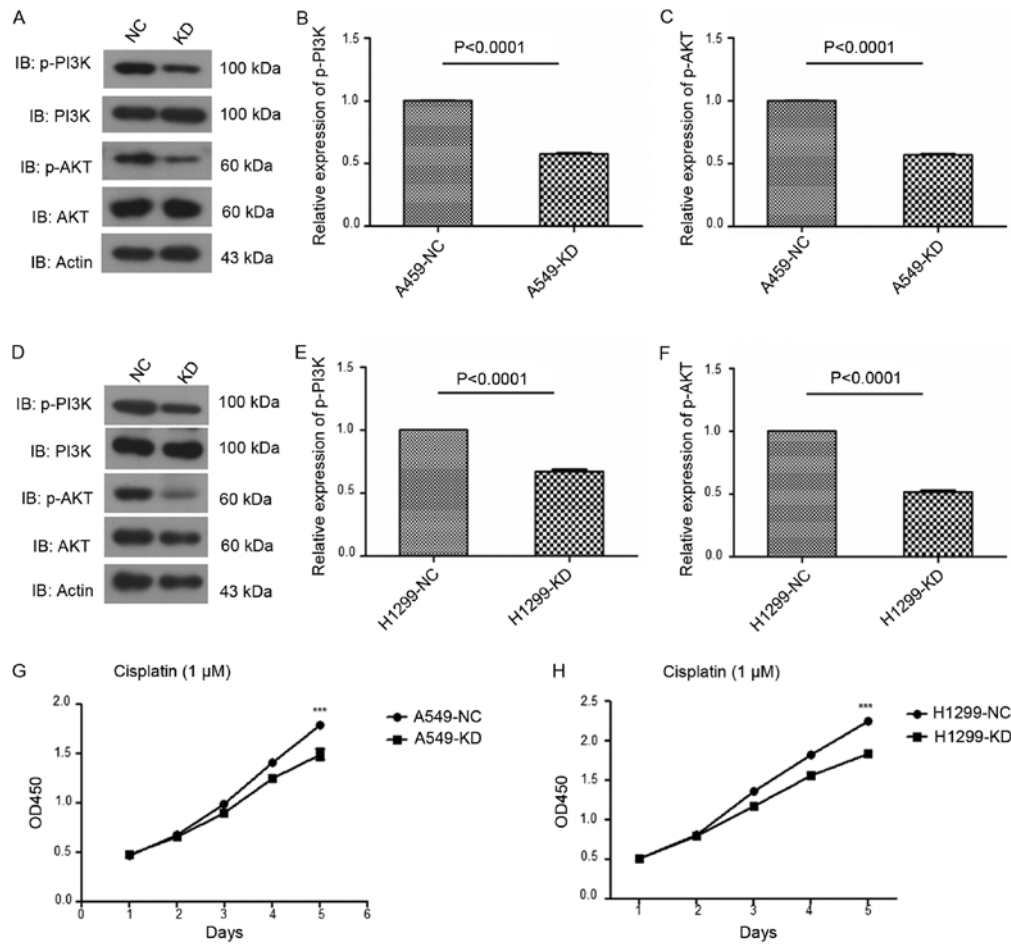 A
NC KD
IB: p-PI3K 100 kDa
IB: PI3K 100 kDa
IB: p-AKT 60 kDa
IB: AKT 60 kDa
IB: Actin 43 kDa
B
Relative expression of p-PI3K
1.5
1.0
0.5
0.0
P<0.0001
A459-NC
A549-KD
C
Relative expression of p-AKT
1.5
1.0
0.5
0.0
P<0.0001
A459-NC
A549-KD
D
NC KD
IB: p-PI3K 100 kDa
IB: PI3K 100 kDa
IB: p-AKT 60 kDa
IB: AKT 60 kDa
IB: Actin 43 kDa
E
Relative expression of p-PI3K
1.5
1.0
0.5
0.0
P<0.0001
H1299-NC
H1299-KD
F
Relative expression of p-AKT
1.5
1.0
0.5
0.0
P<0.0001
H1299-NC
H1299-KD
G
Cisplatin (1 μM)
OD450
2.0
1.5
1.0
0.5
0.0
0 1 2 3 4 5 6
Days
***
A549-NC
A549-KD
H
Cisplatin (1 μM)
OD450
2.5
2.0
1.5
1.0
0.5
0.0
1 2 3 4 5
Days
***
H1299-NC
H1299-KD